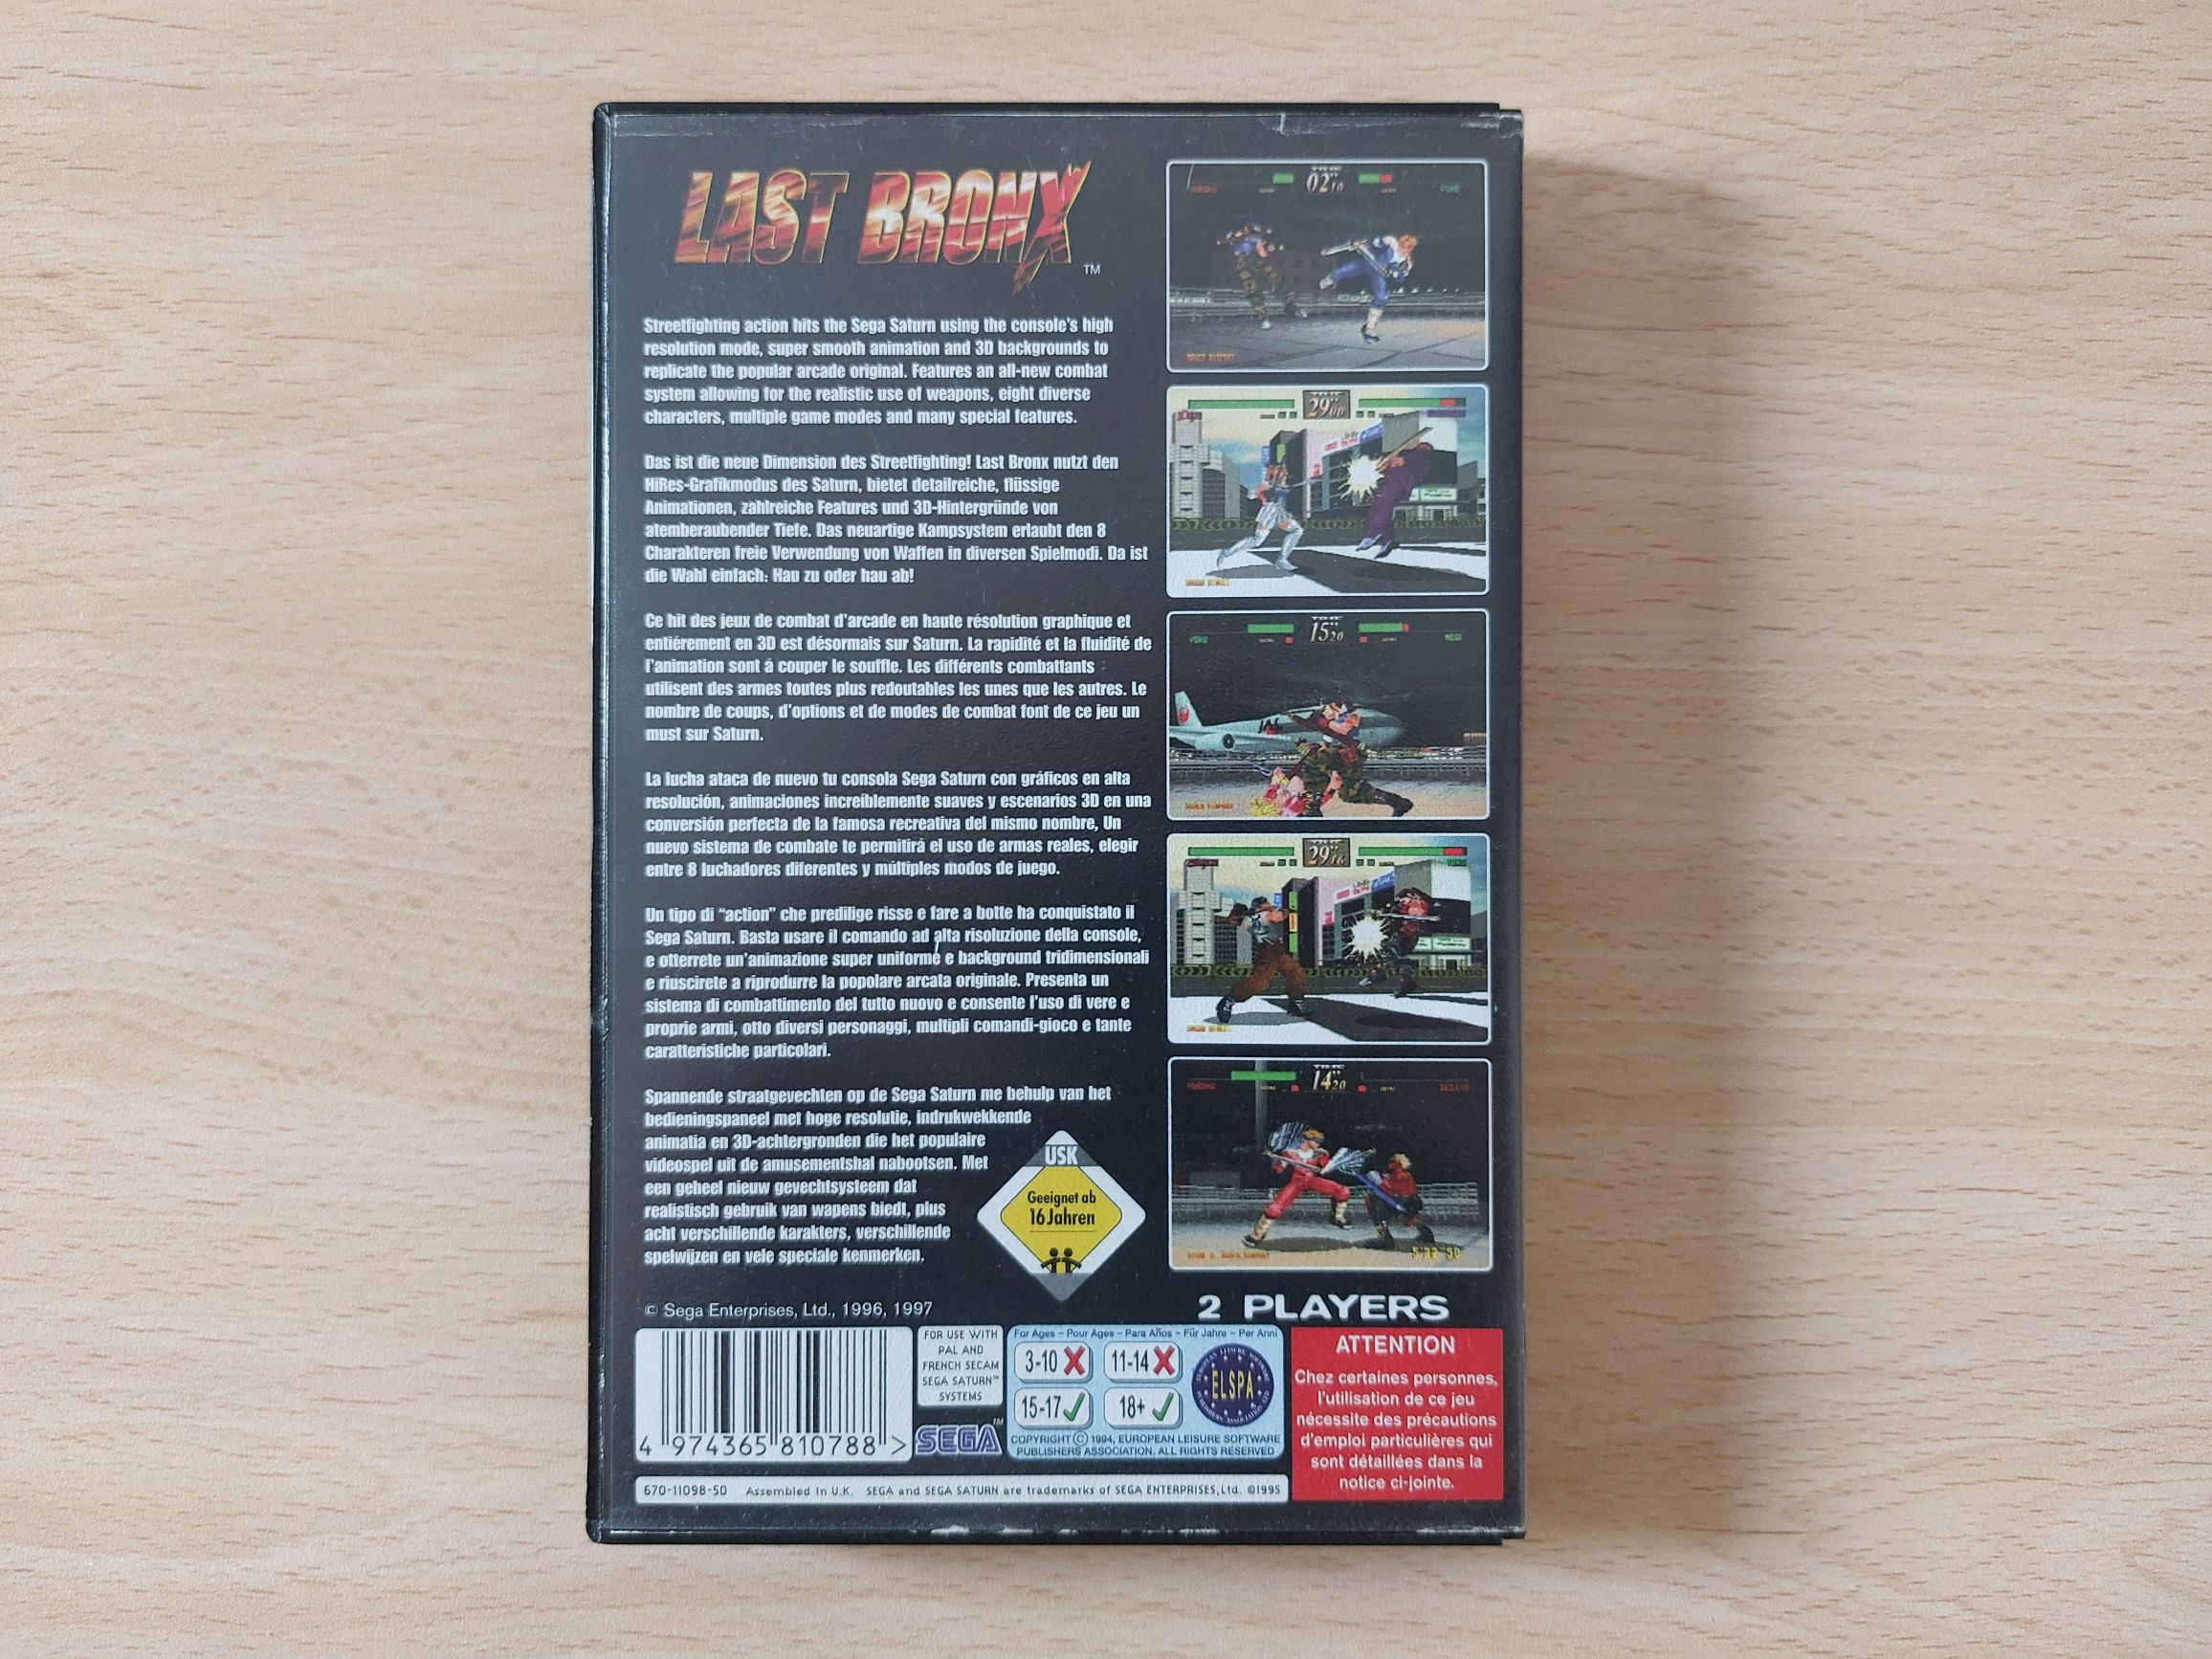 LAST BRONX
TM
Streetfighting action hits the Sega Saturn using the console's high
resolution mode, super smooth animation and 3D backgrounds to
replicate the popular arcade original. Features an all-new combat
system allowing for the realistic use of weapons, eight diverse
characters, multiple game modes and many special features.
Das ist die neue Dimension des Streetfighting! Last Bronx nutzt den
HiRes-Grafikmodus des Saturn, bietet detailreiche, flüssige
Animationen, zahlreiche Features und 3D-Hintergründe von
atemberaubender Tiefe. Das neuartige Kampsystem erlaubt den 8
Charakteren freie Verwendung von Waffen in diversen Spielmodi. Da ist
die Wahl einfach: Hau zu oder hau ab!
Ce hit des jeux de combat d'arcade en haute résolution graphique et
entiérement en 3D est désormais sur Saturn. La rapidité et la fluidité de
l'animation sont á couper le souffle. Les différents combattants
utilisent des armes toutes plus redoutables les unes que les autres. Le
nombre de coups, d'options et de modes de combat font de ce jeu un
must sur Saturn.
La lucha ataca de nuevo tu consola Sega Saturn con gráficos en alta
resolución, animaciones increíblemente suaves y escenarios 3D en una
conversión perfecta de la famosa recreativa del mismo nombre, Un
nuevo sistema de combate te permitirá el uso de armas reales, elegir
entre 8 luchadores diferentes y múltiples modos de juego.
Un tipo di "action" che predilige risse e fare a botte ha conquistato il
Sega Saturn. Basta usare il comando ad alta risoluzione della console,
e otterrete un'animazione super uniforme e background tridimensionali
e riuscirete a riprodurre la popolare arcata originale. Presenta un
sistema di combattimento del tutto nuovo e consente l'uso di vere e
proprie armi, otto diversi personaggi, multipli comandi-gioco e tante
caratteristiche particolari.
Spannende straatgevechten op de Sega Saturn me behulp van het
bedieningspaneel met hoge resolutie, indrukwekkende
animatia en 3D-achtergronden die het populaire
videospel uit de amusementshal nabootsen. Met
een geheel nieuw gevechtsysteem dat
realistisch gebruik van wapens biedt, plus
acht verschillende karakters, verschillende
spelwijzen en vele speciale kenmerken.
USK
Geeignet ab
16 Jahren
© Sega Enterprises, Ltd., 1996, 1997
TIME
02"10
TIME
29"00
TIME
15"20
TIME
29"16
TIME
14"20
2 PLAYERS
4 974365 810788 >
FOR USE WITH
PAL AND
FRENCH SECAM
SEGA SATURN™
SYSTEMS
SEGA™
For Ages ~ Pour Ages ~ Para Años ~ Für Jahre ~ Per Anni
3-10 11-14
15-17 18+
ELSPA
COPYRIGHT © 1994, EUROPEAN LEISURE SOFTWARE
PUBLISHERS ASSOCIATION. ALL RIGHTS RESERVED
ATTENTION
Chez certaines personnes,
l'utilisation de ce jeu
nécessite des précautions
d'emploi particulières qui
sont détaillées dans la
notice ci-jointe.
670-11098-50 Assembled in U.K. SEGA and SEGA SATURN are trademarks of SEGA ENTERPRISES, Ltd. ©1995